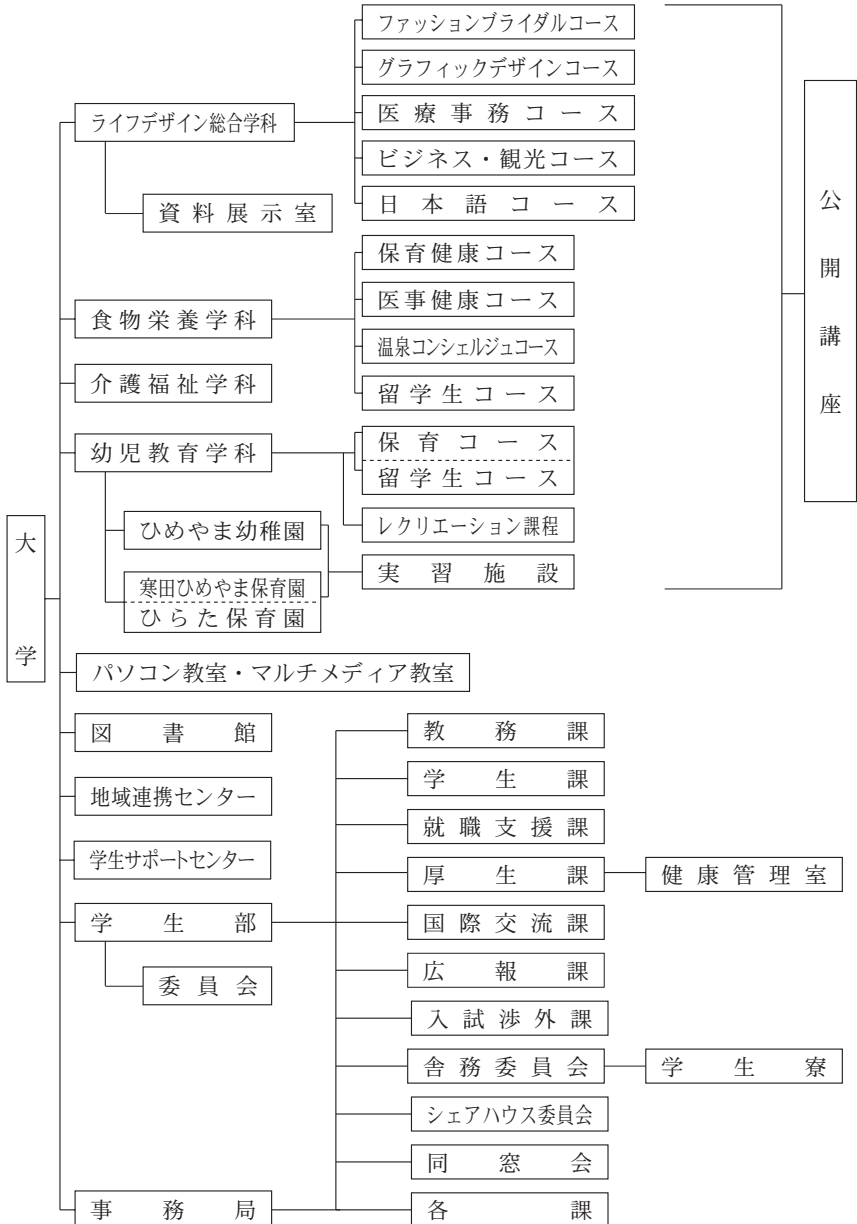 大学
ライフデザイン総合学科
ファッションブライダルコース
グラフィックデザインコース
医療事務コース
ビジネス・観光コース
日本語コース
資料展示室
食物栄養学科
保育健康コース
医事健康コース
温泉コンシェルジュコース
留学生コース
介護福祉学科
幼児教育学科
保育コース
留学生コース
レクリエーション課程
ひめやま幼稚園
寒田ひめやま保育園
ひらた保育園
実習施設
公開講座
パソコン教室・マルチメディア教室
図書館
地域連携センター
学生サポートセンター
学生部
委員会
教務課
学生課
就職支援課
厚生課
健康管理室
国際交流課
広報課
入試渉外課
舎務委員会
学生寮
シェアハウス委員会
同窓会
事務局
各課